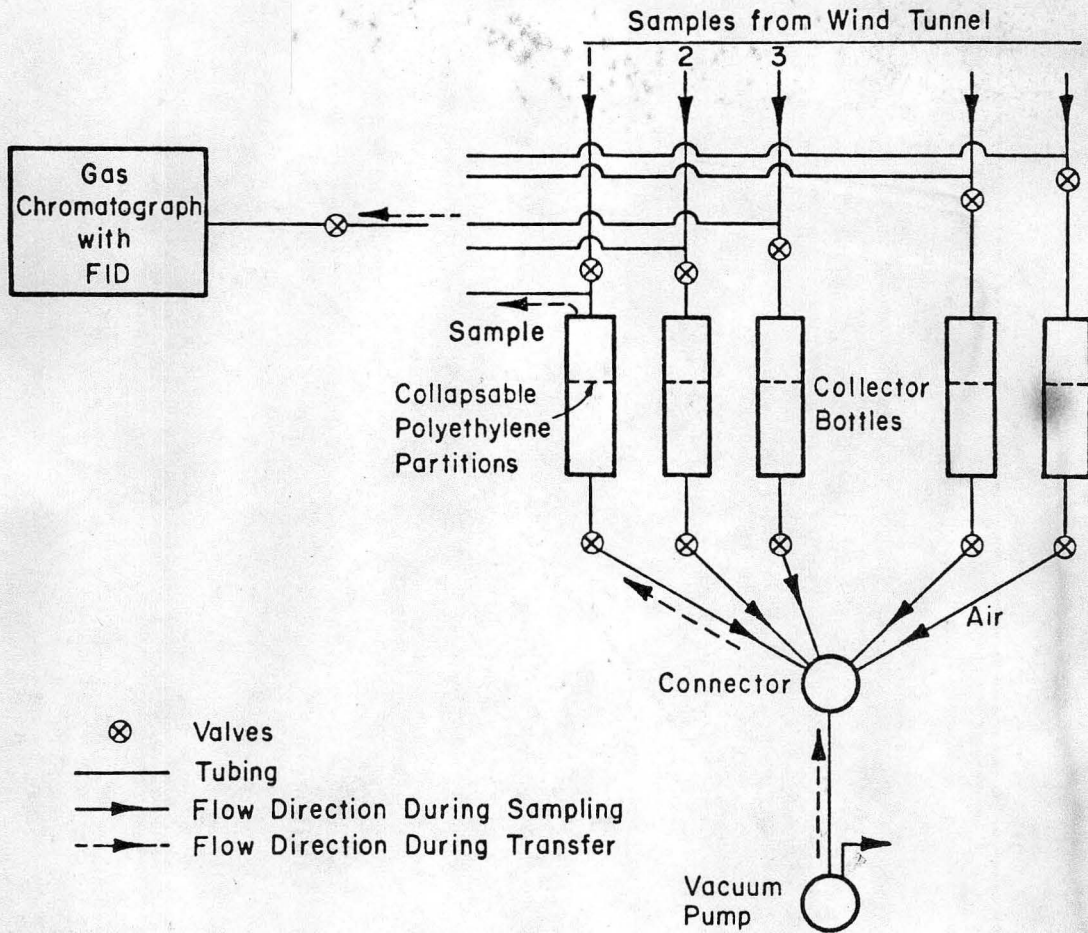 Samples from Wind Tunnel
2 3
Gas
Chromatograph
with
FID
Sample
Collapsable
Polyethylene
Partitions
Collector
Bottles
Air
Connector
Valves
Tubing
Flow Direction During Sampling
Flow Direction During Transfer
Vacuum
Pump